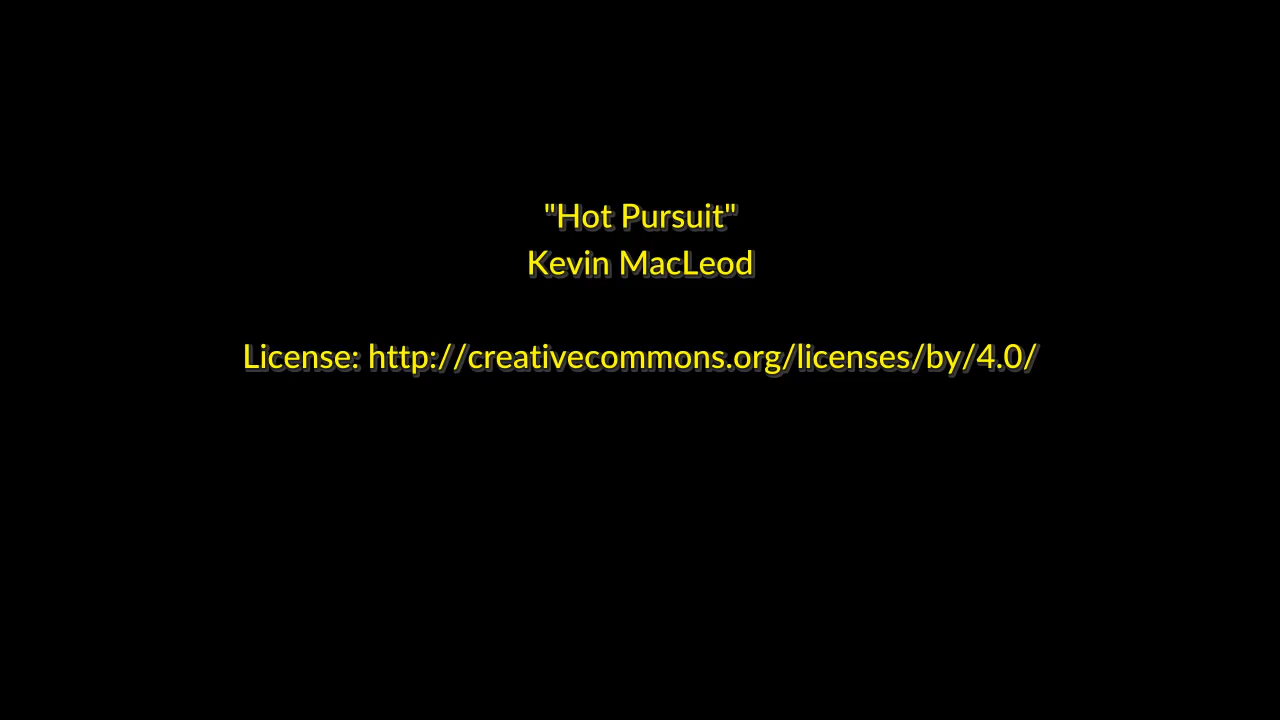 "Hot Pursuit"
Kevin MacLeod
License: http://creativecommons.org/licenses/by/4.0/